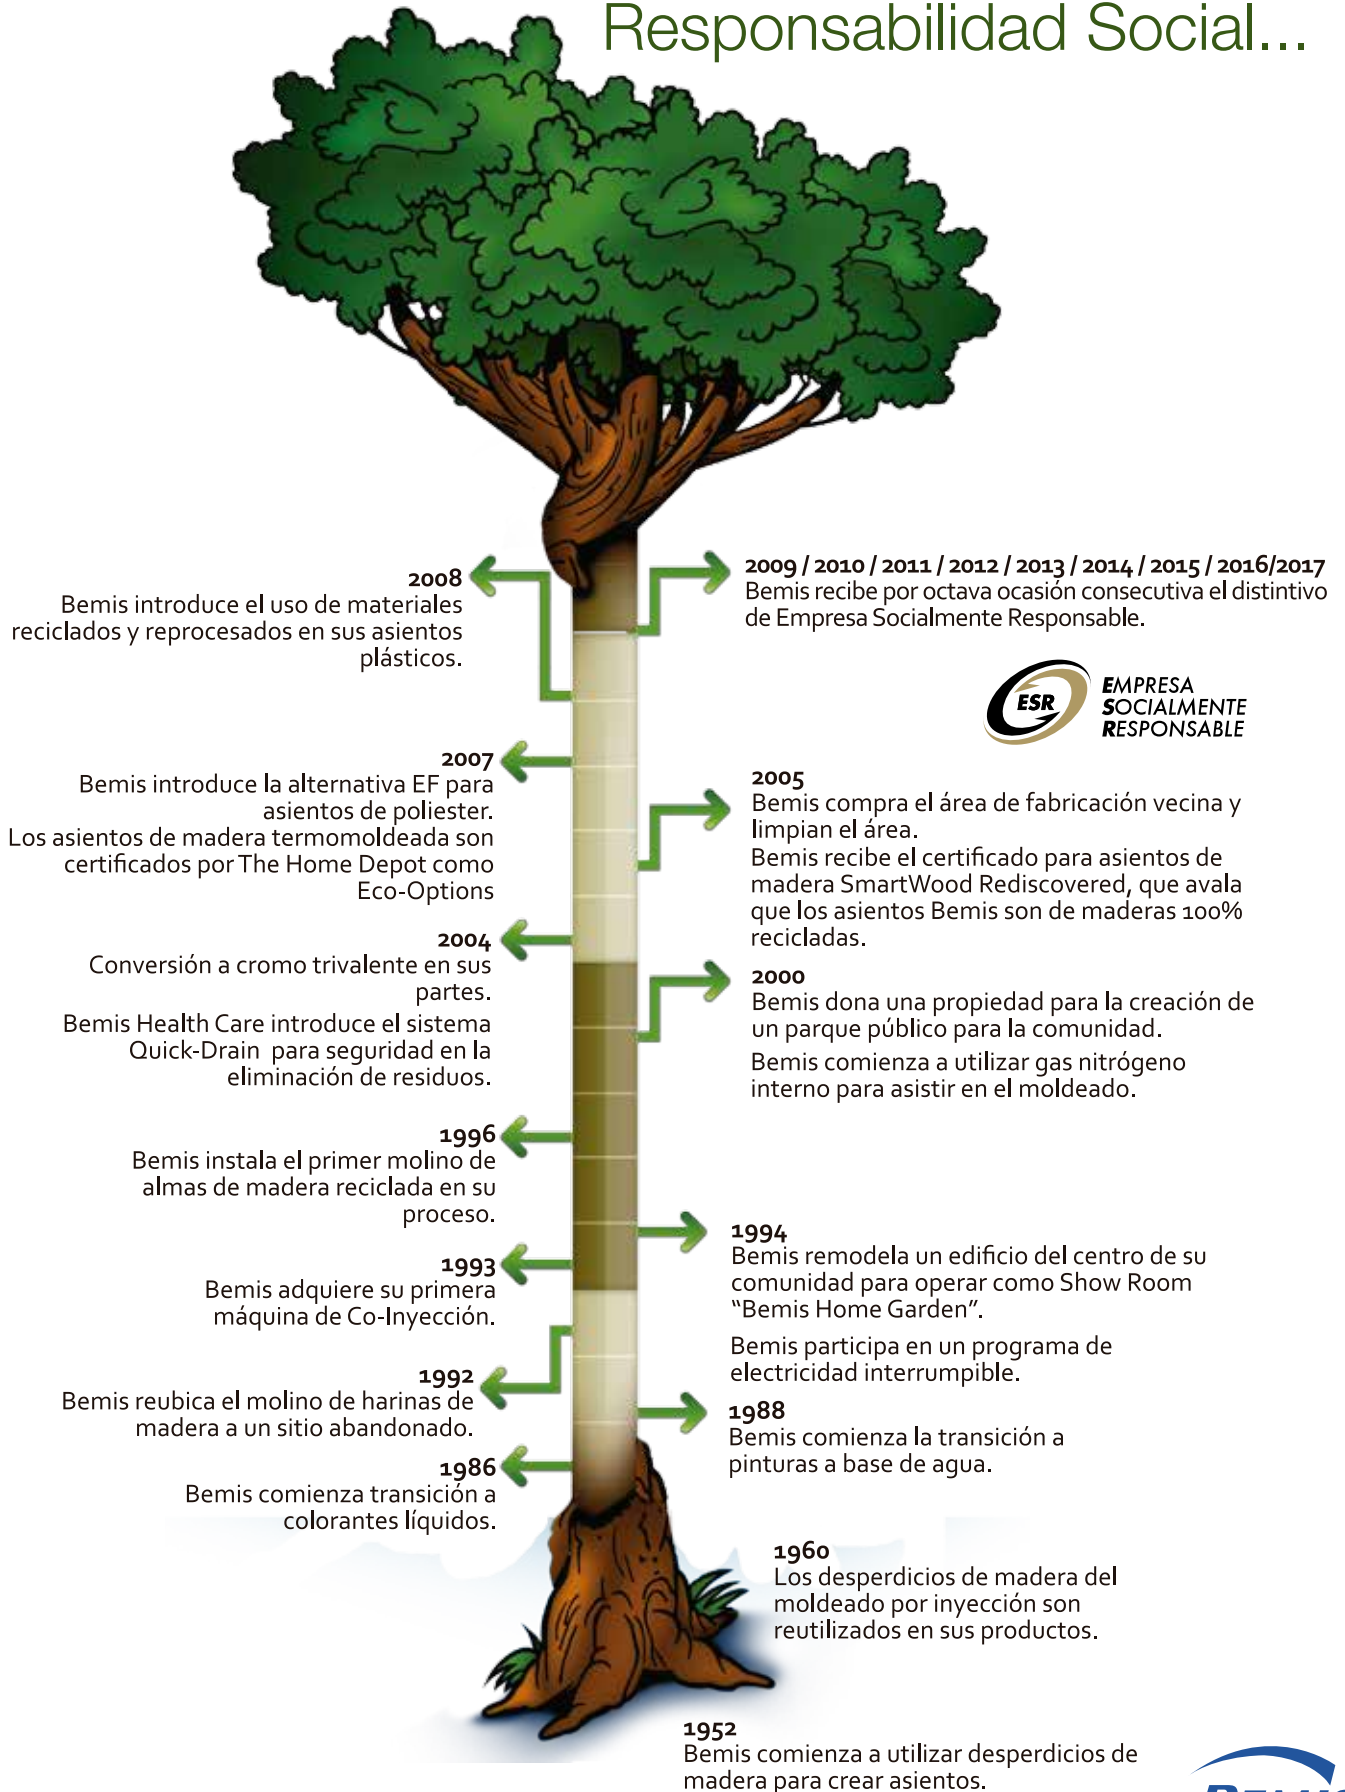 Responsabilidad Social...
2009 / 2010 / 2011 / 2012 / 2013 / 2014 / 2015 / 2016/2017
Bemis recibe por octava ocasión consecutiva el distintivo
de Empresa Socialmente Responsable.
ESR
EMPRESA
SOCIALMENTE
RESPONSABLE
2008
Bemis introduce el uso de materiales
reciclados y reprocesados en sus asientos
plásticos.
2007
Bemis introduce la alternativa EF para
asientos de poliester.
Los asientos de madera termomoldeada son
certificados por The Home Depot como
Eco-Options
2005
Bemis compra el área de fabricación vecina y
limpian el área.
Bemis recibe el certificado para asientos de
madera SmartWood Rediscovered, que avala
que los asientos Bemis son de maderas 100%
recicladas.
2004
Conversión a cromo trivalente en sus
partes.
Bemis Health Care introduce el sistema
Quick-Drain para seguridad en la
eliminación de residuos.
2000
Bemis dona una propiedad para la creación de
un parque público para la comunidad.
Bemis comienza a utilizar gas nitrógeno
interno para asistir en el moldeado.
1996
Bemis instala el primer molino de
almas de madera reciclada en su
proceso.
1994
Bemis remodela un edificio del centro de su
comunidad para operar como Show Room
“Bemis Home Garden”.
Bemis participa en un programa de
electricidad interrumpible.
1993
Bemis adquiere su primera
máquina de Co-Inyección.
1992
Bemis reubica el molino de harinas de
madera a un sitio abandonado.
1988
Bemis comienza la transición a
pinturas a base de agua.
1986
Bemis comienza transición a
colorantes líquidos.
1960
Los desperdicios de madera del
moldeado por inyección son
reutilizados en sus productos.
1952
Bemis comienza a utilizar desperdicios de
madera para crear asientos.